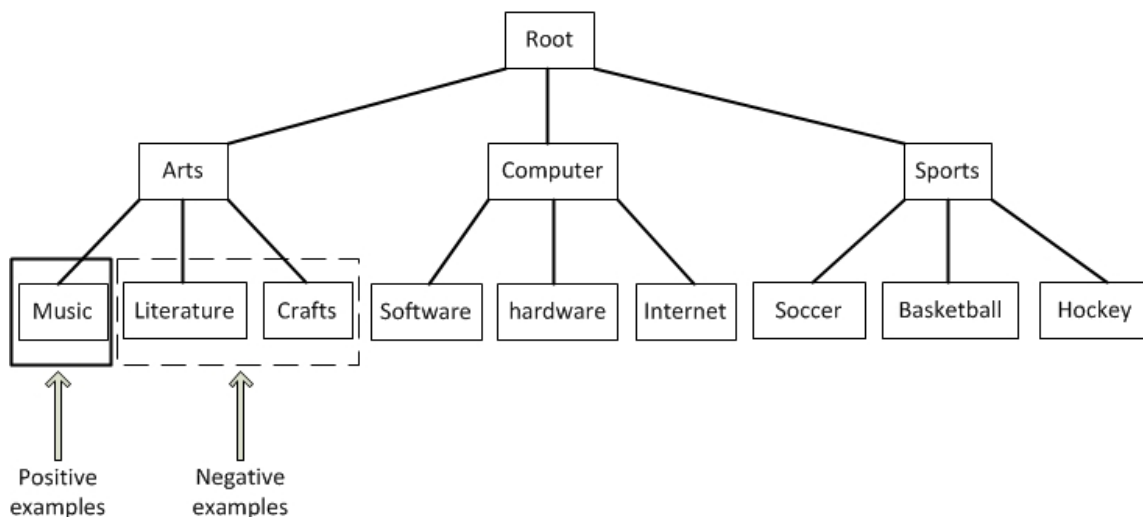 Root
Arts
Computer
Sports
Music
Literature
Crafts
Software
hardware
Internet
Soccer
Basketball
Hockey
Positive
examples
Negative
examples